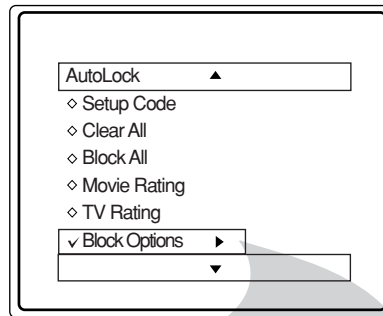 AutoLock ▲
◇ Setup Code
◇ Clear All
◇ Block All
◇ Movie Rating
◇ TV Rating
✓ Block Options ▶
▼